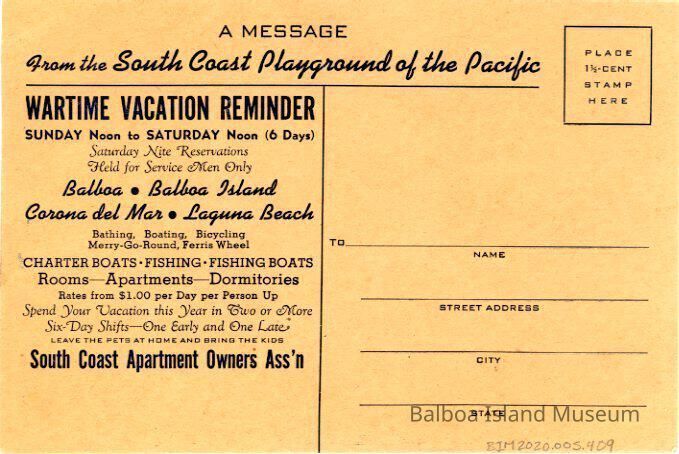 A MESSAGE
From the South Coast Playground of the Pacific
PLACE
1½-CENT
STAMP
HERE
WARTIME VACATION REMINDER
SUNDAY Noon to SATURDAY Noon (6 Days)
Saturday Nite Reservations
Held for Service Men Only
Balboa • Balboa Island
Corona del Mar • Laguna Beach
Bathing, Boating, Bicycling
Merry-Go-Round, Ferris Wheel
CHARTER BOATS • FISHING • FISHING BOATS
Rooms—Apartments—Dormitories
Rates from $1.00 per Day per Person Up
Spend Your Vacation this Year in Two or More
Six-Day Shifts—One Early and One Late
LEAVE THE PETS AT HOME AND BRING THE KIDS
South Coast Apartment Owners Ass'n
TO
NAME
STREET ADDRESS
CITY
STATE
Balboa Island Museum
BIM2020.005.409